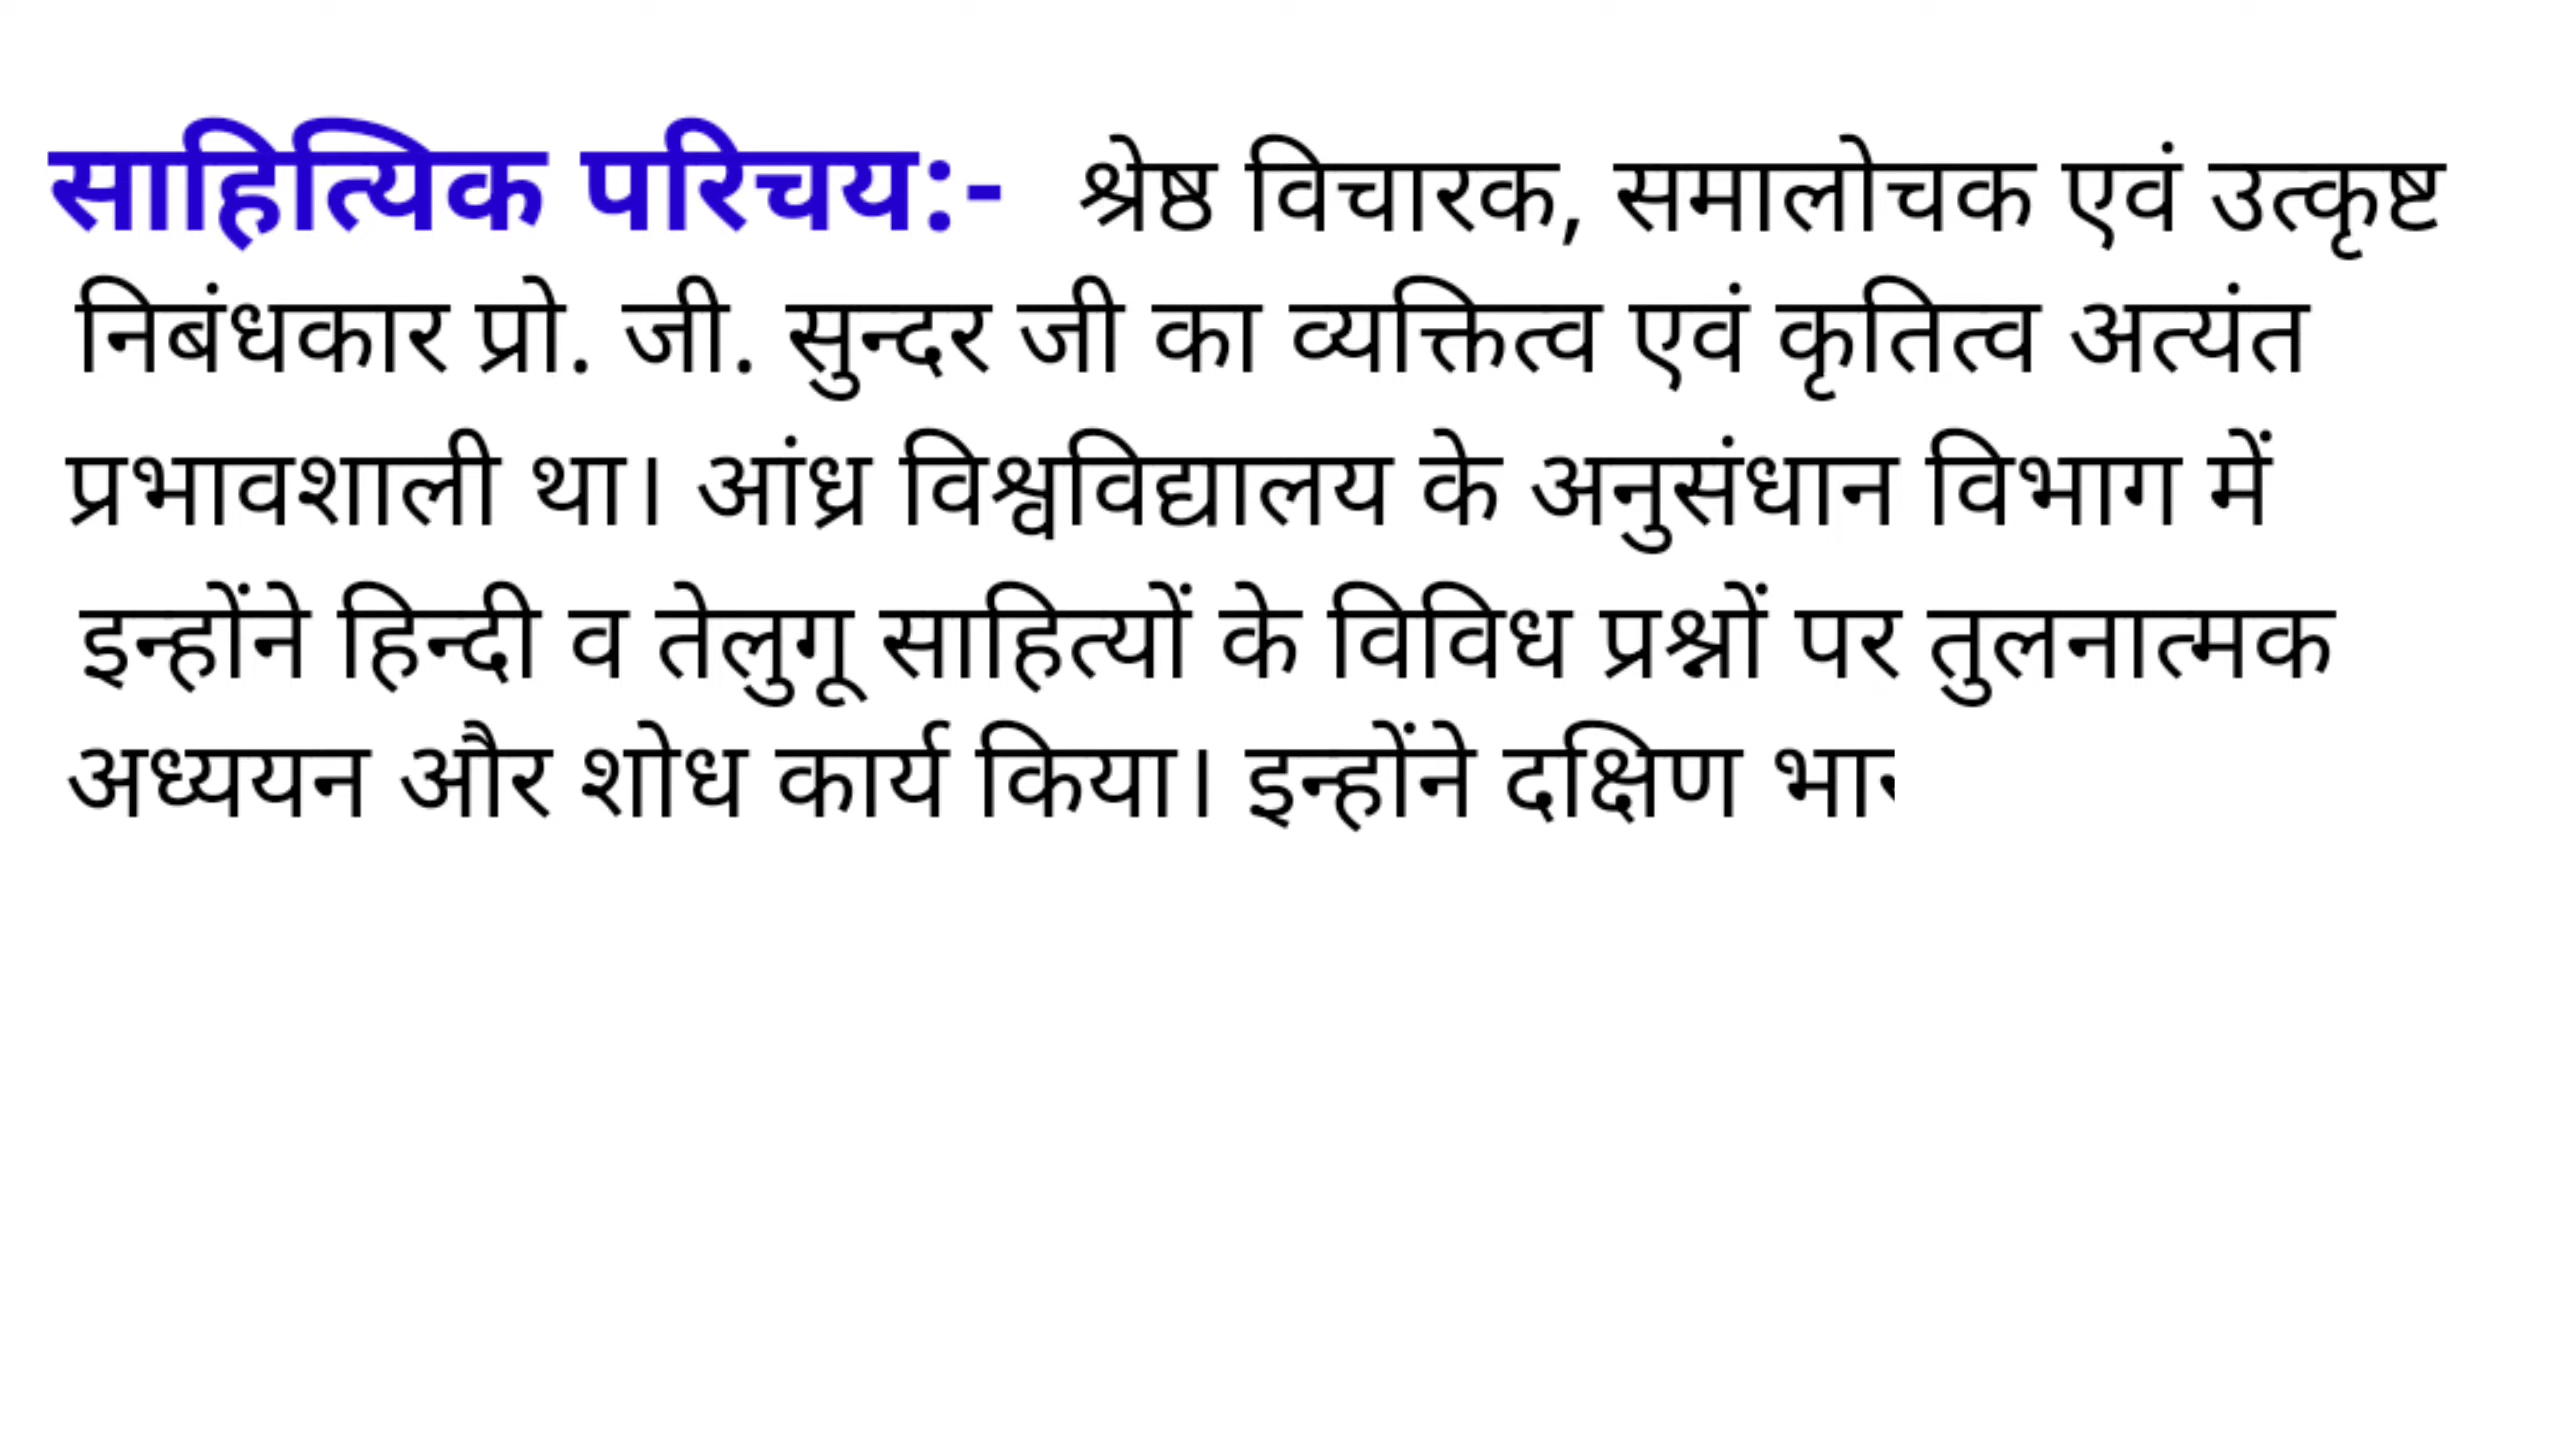 साहित्यिक परिचय:- श्रेष्ठ विचारक, समालोचक एवं उत्कृष्ट
निबंधकार प्रो. जी. सुन्दर जी का व्यक्तित्व एवं कृतित्व अत्यंत
प्रभावशाली था। आंध्र विश्वविद्यालय के अनुसंधान विभाग में
इन्होंने हिन्दी व तेलुगू साहित्यों के विविध प्रश्नों पर तुलनात्मक
अध्ययन और शोध कार्य किया। इन्होंने दक्षिण